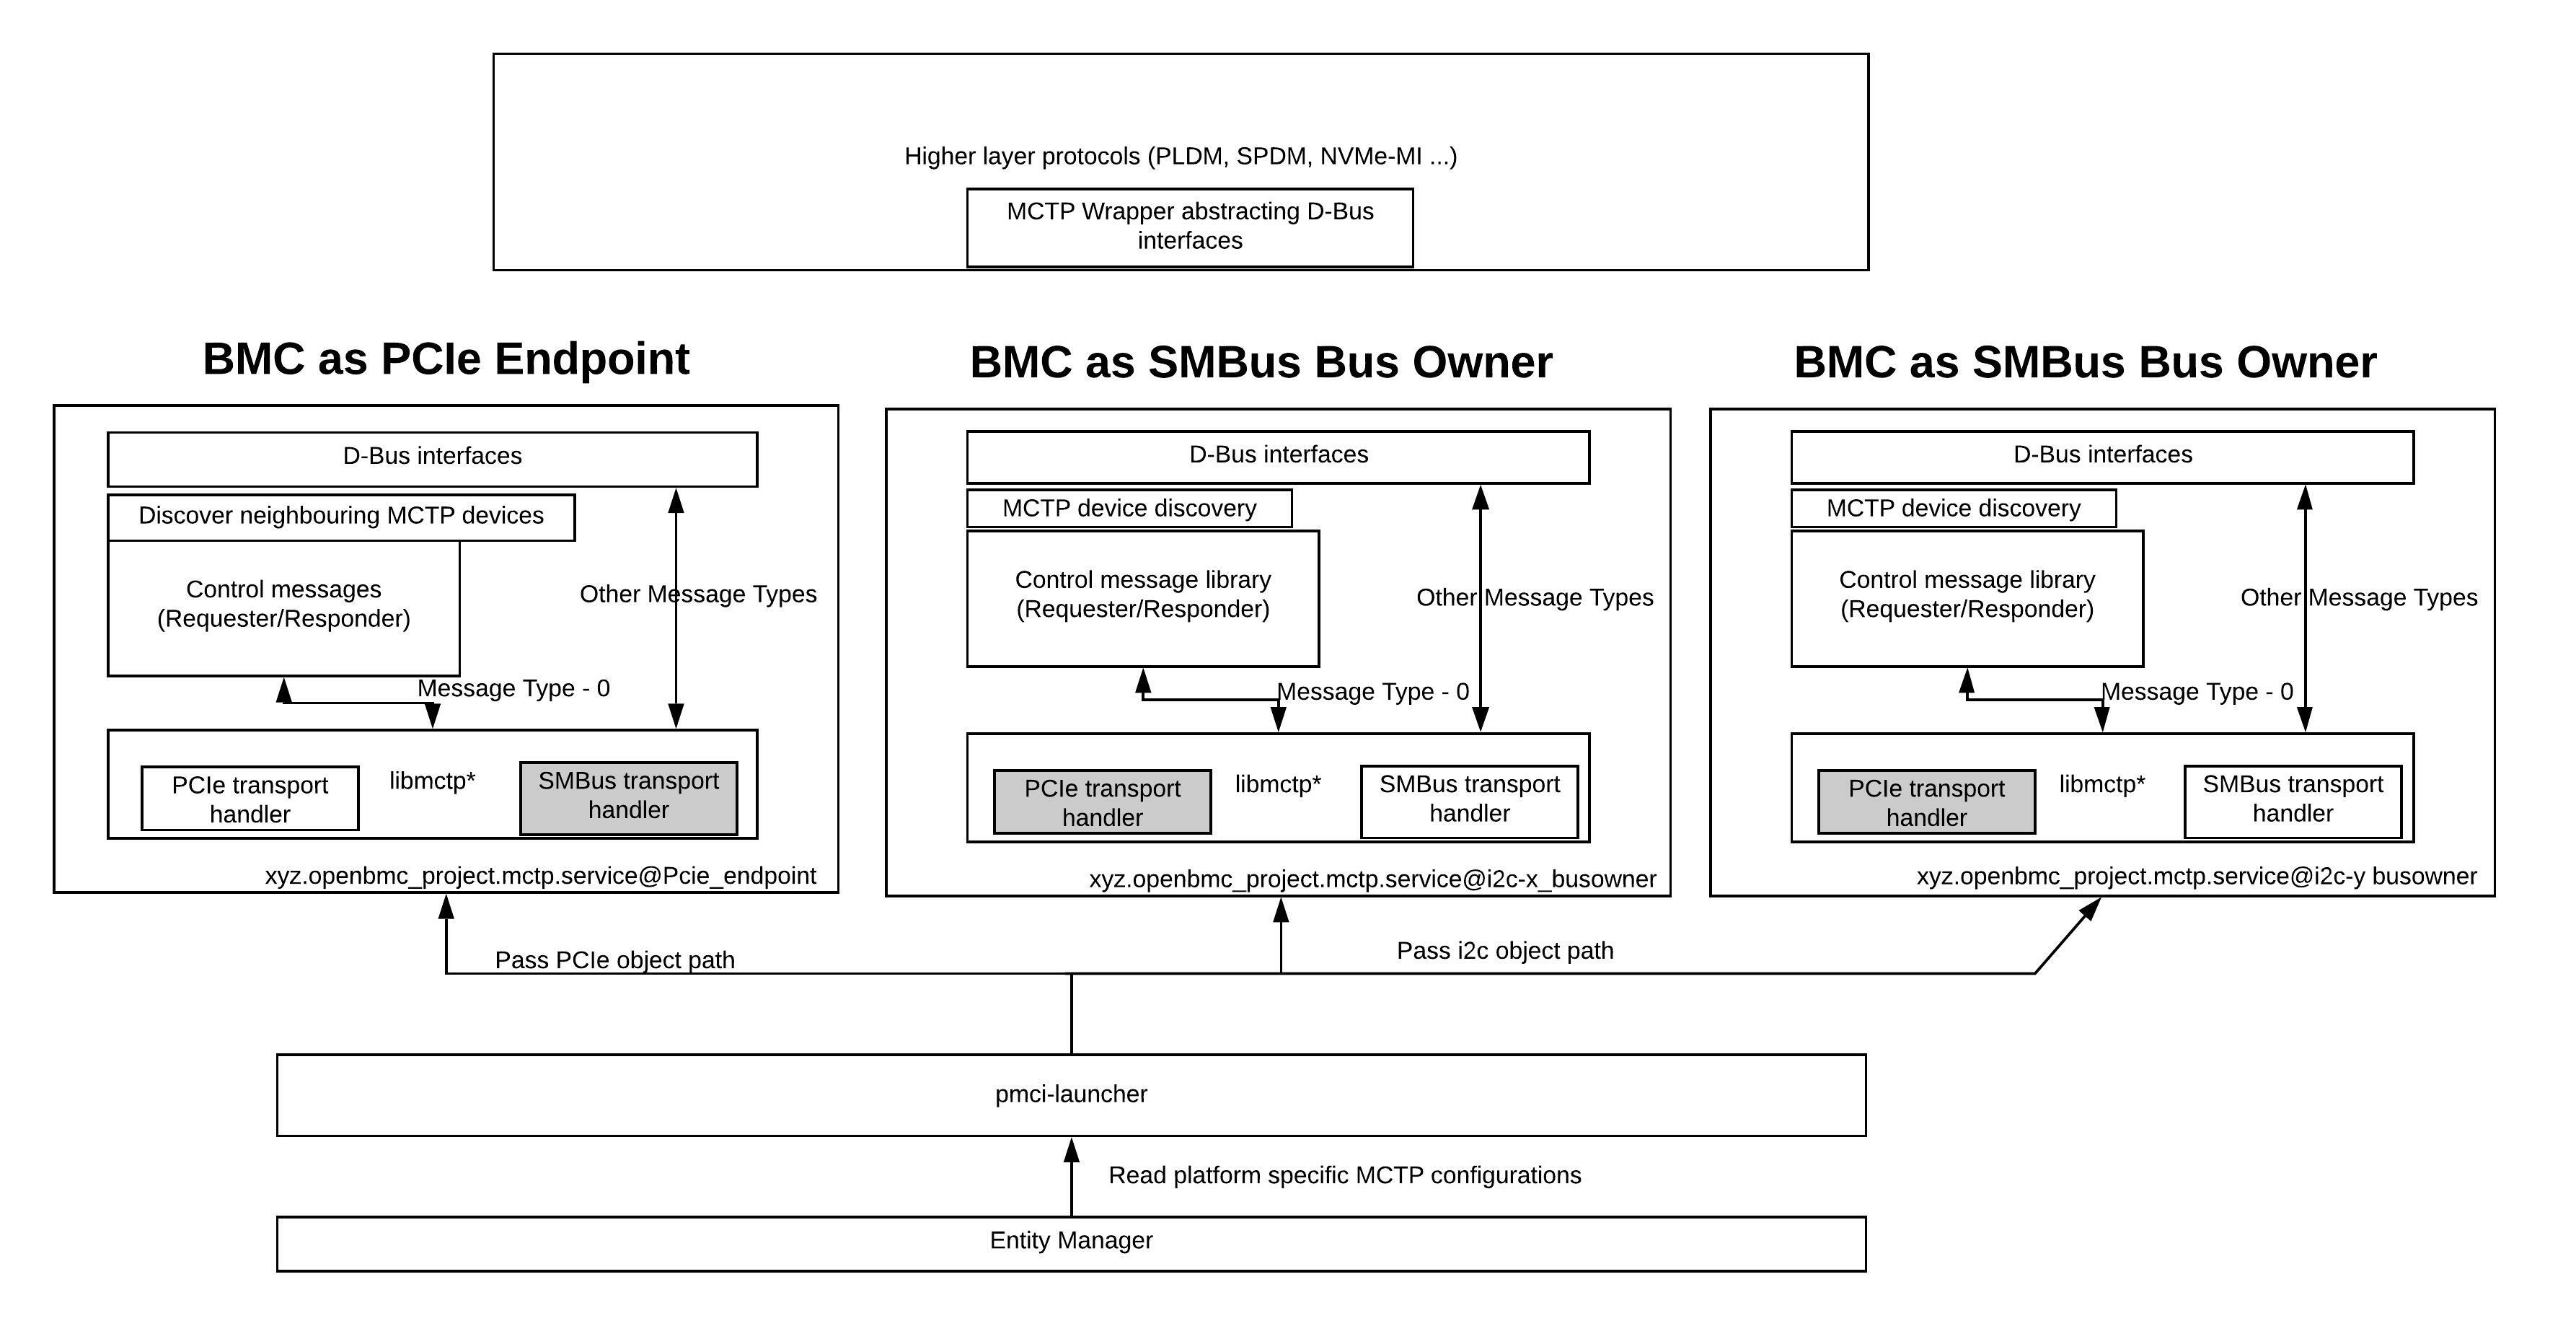 Higher layer protocols (PLDM, SPDM, NVMe-MI ...)
MCTP Wrapper abstracting D-Bus
interfaces
BMC as PCIe Endpoint
D-Bus interfaces
Discover neighbouring MCTP devices
Control messages
(Requester/Responder)
Other Message Types
Message Type - 0
PCIe transport
handler
libmctp*
SMBus transport
handler
xyz.openbmc_project.mctp.service@Pcie_endpoint
BMC as SMBus Bus Owner
D-Bus interfaces
MCTP device discovery
Control message library
(Requester/Responder)
Other Message Types
Message Type - 0
PCIe transport
handler
libmctp*
SMBus transport
handler
xyz.openbmc_project.mctp.service@i2c-x_busowner
BMC as SMBus Bus Owner
D-Bus interfaces
MCTP device discovery
Control message library
(Requester/Responder)
Other Message Types
Message Type - 0
PCIe transport
handler
libmctp*
SMBus transport
handler
xyz.openbmc_project.mctp.service@i2c-y busowner
Pass PCIe object path
Pass i2c object path
pmci-launcher
Read platform specific MCTP configurations
Entity Manager